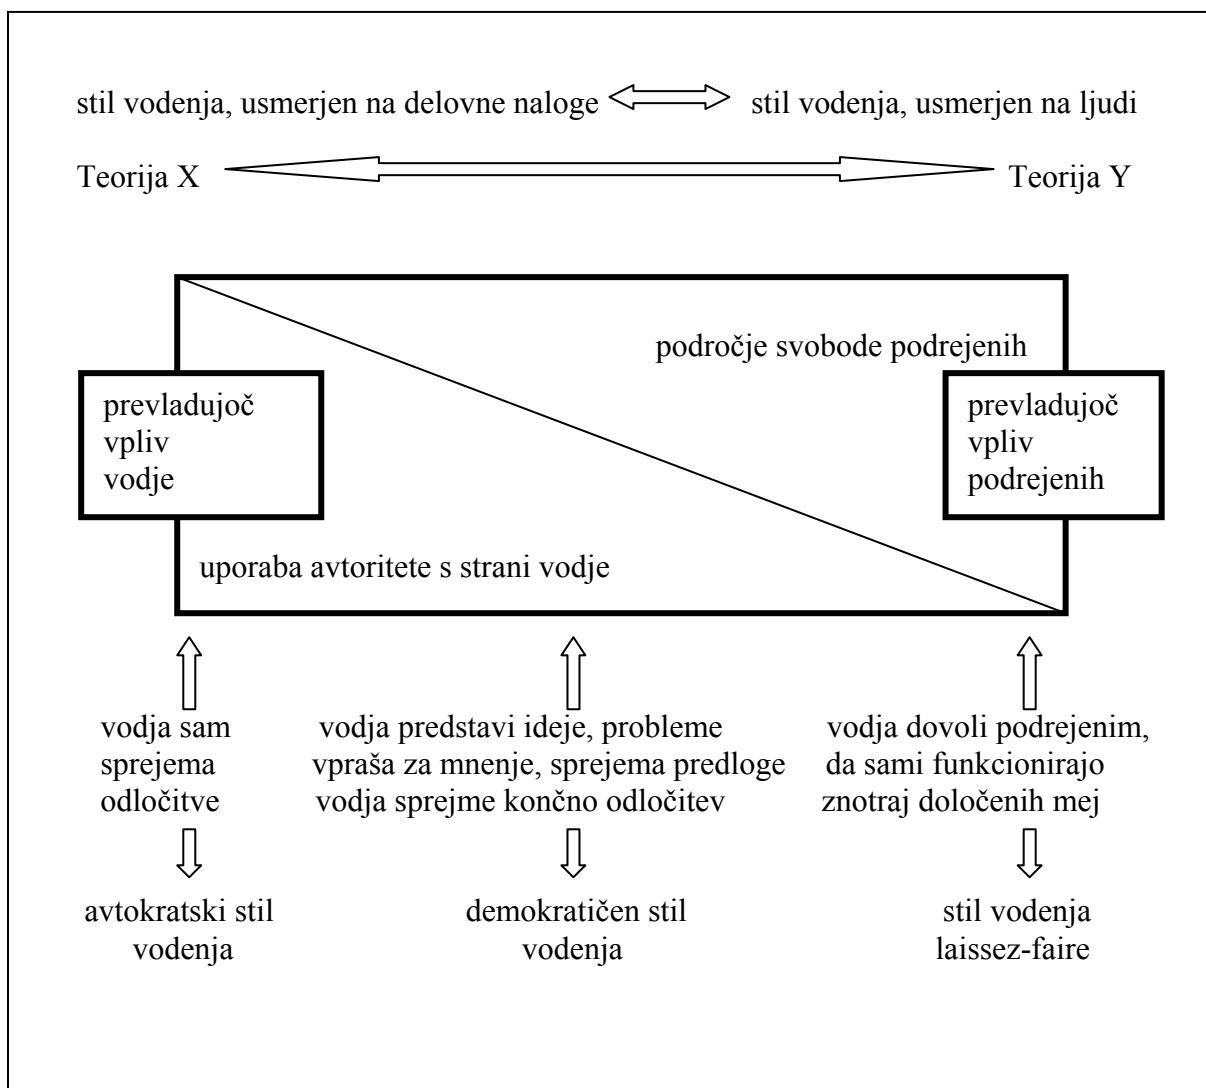 stil vodenja, usmerjen na delovne naloge
stil vodenja, usmerjen na ljudi
Teorija X
Teorija Y
področje svobode podrejenih
prevladujoč
vpliv
vodje
prevladujoč
vpliv
podrejenih
uporaba avtoritete s strani vodje
vodja sam
sprejema
odločitve
vodja predstavi ideje, probleme
vpraša za mnenje, sprejema predloge
vodja sprejme končno odločitev
vodja dovoli podrejenim,
da sami funkcionirajo
znotraj določenih mej
avtokratski stil
vodenja
demokratičen stil
vodenja
stil vodenja
laissez-faire